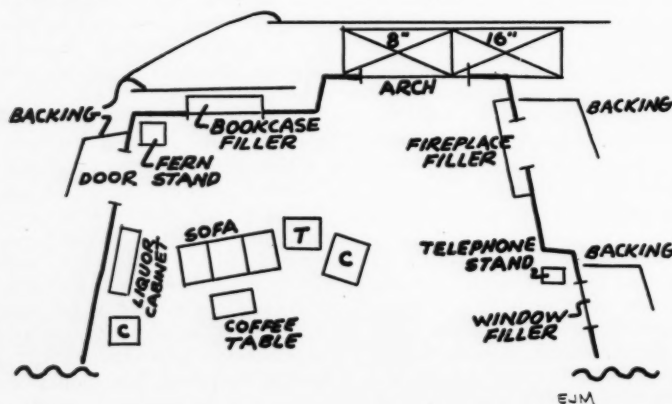 8"
16"
ARCH
BACKING
BOOKCASE
FILLER
FERN
STAND
DOOR
FIREPLACE
FILLER
BACKING
SOFA
T
C
LIQUOR
CABINET
C
COFFEE
TABLE
TELEPHONE
STAND
BACKING
WINDOW
FILLER
EJM